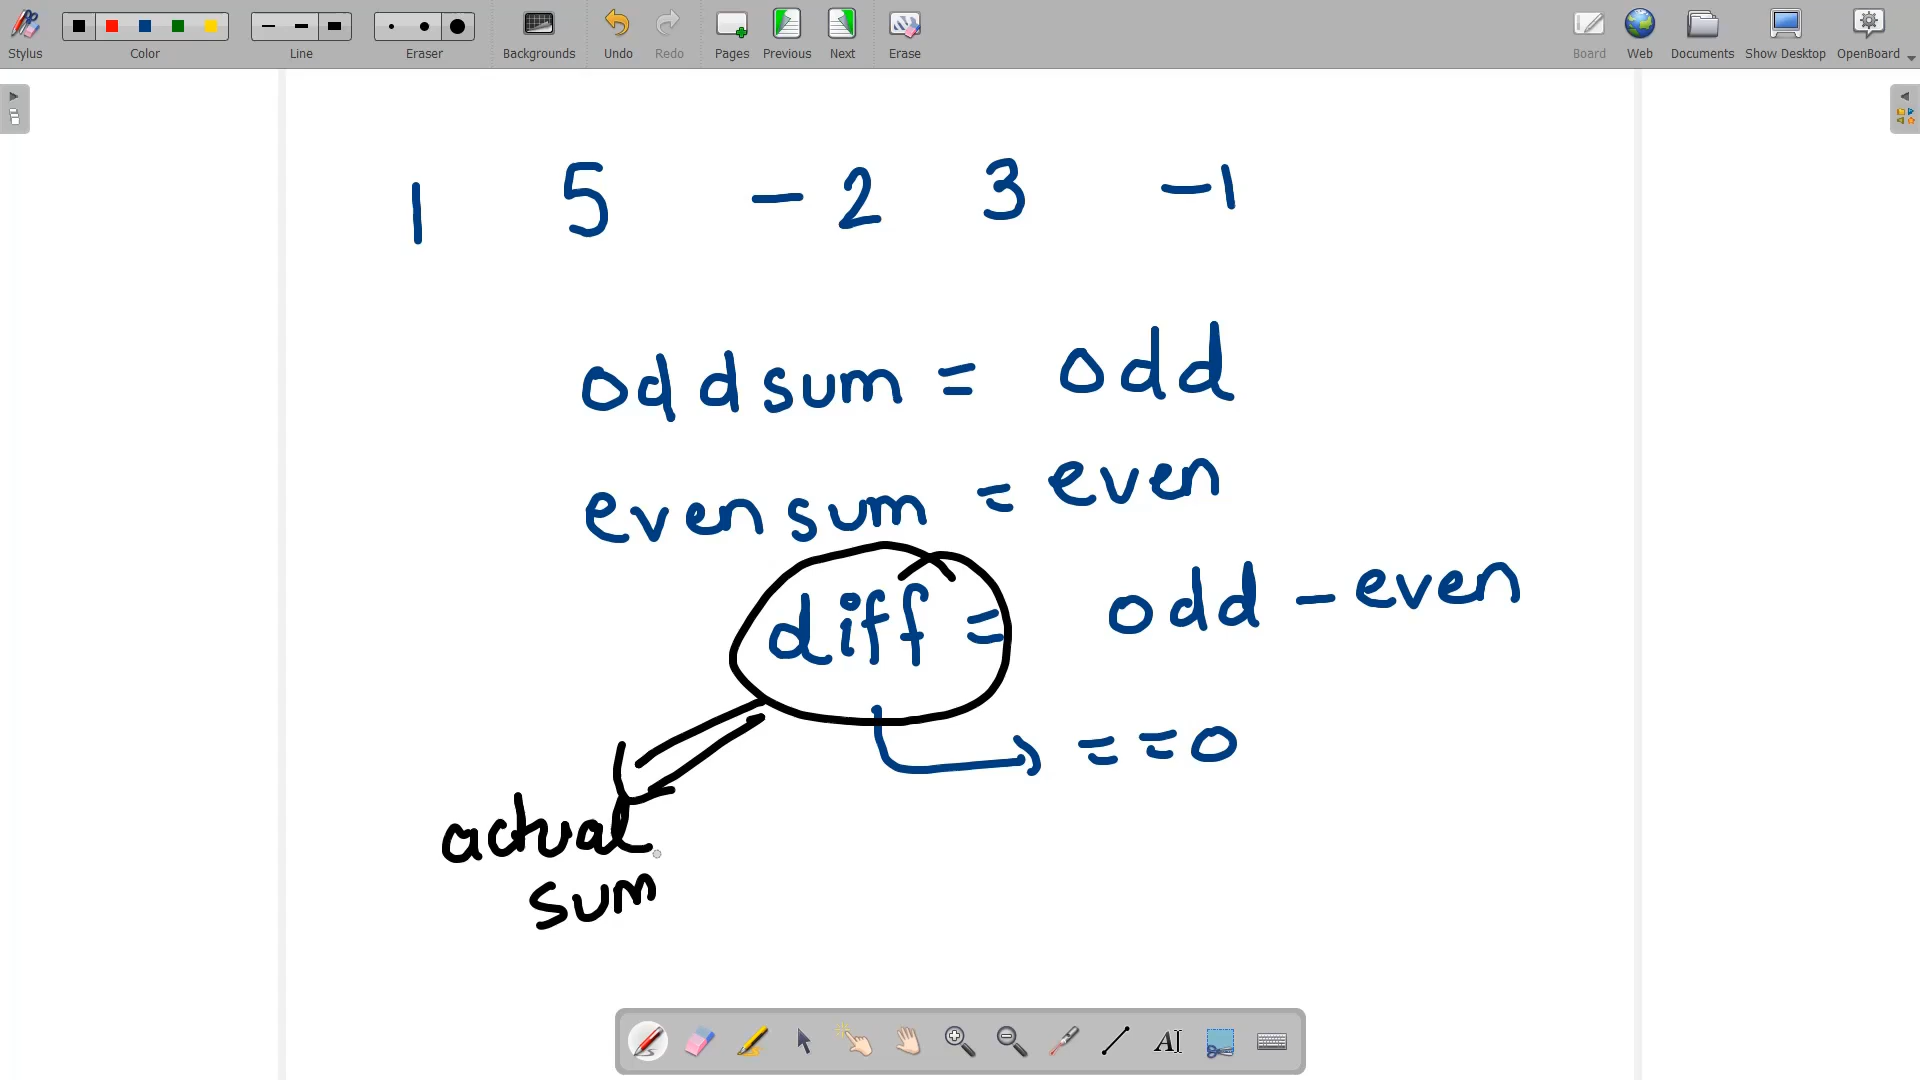 Stylus Color Line Eraser Backgrounds Undo Redo Pages Previous Next Erase Board Web Documents Show Desktop OpenBoard
1 5 -2 3 -1
oddsum = odd
evensum = even
diff = odd - even
= = 0
actual
sum
AI